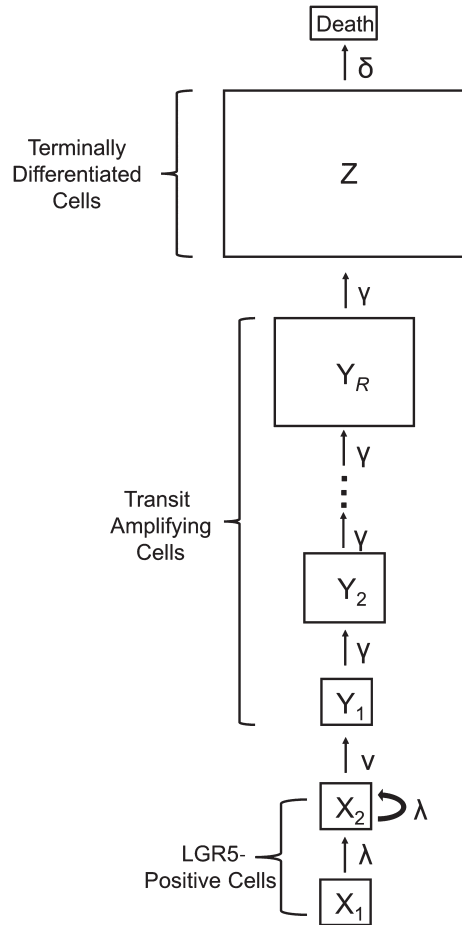 Death
δ
Terminally
Differentiated
Cells
Z
γ
Y_R
γ
Transit
Amplifying
Cells
γ
Y₂
γ
Y₁
ν
X₂
λ
LGR5-
Positive Cells
λ
X₁